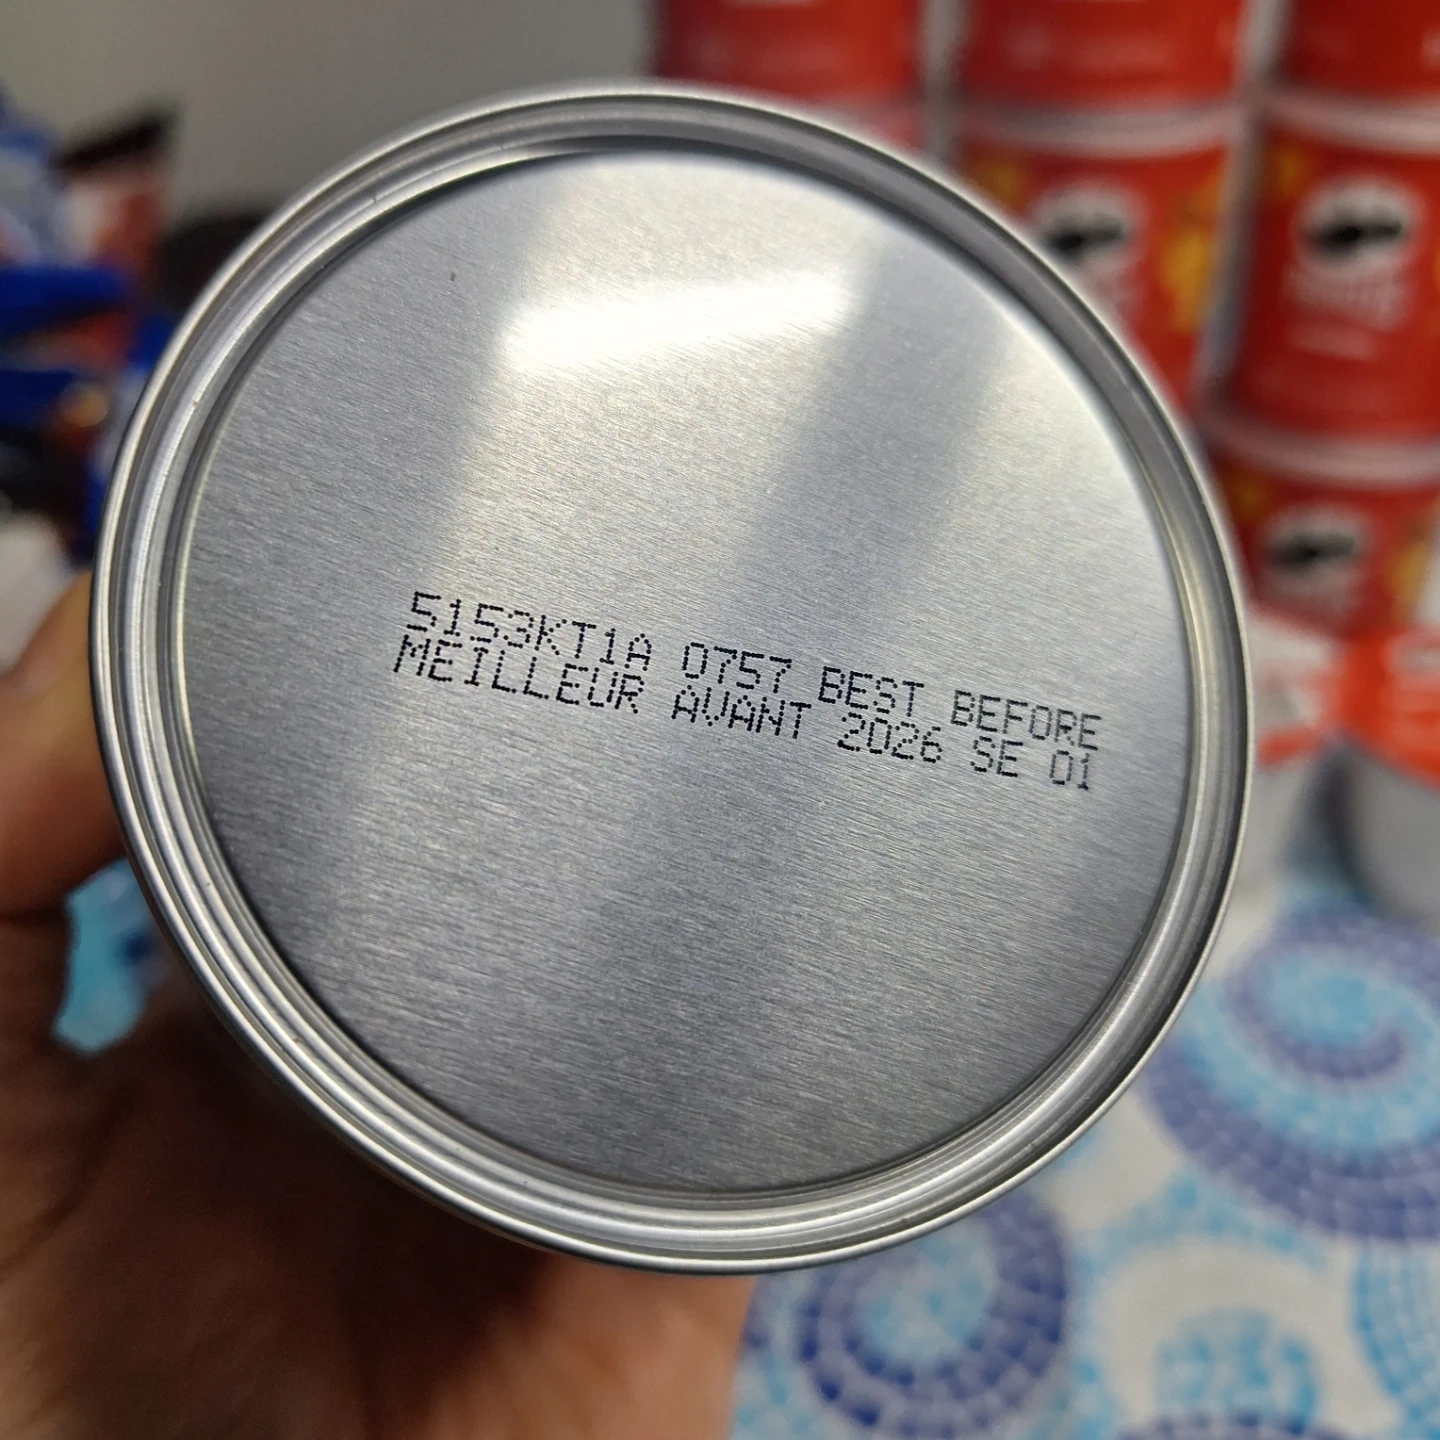 5153KT1A 0757 BEST BEFORE
MEILLEUR AVANT 2026 SE 01